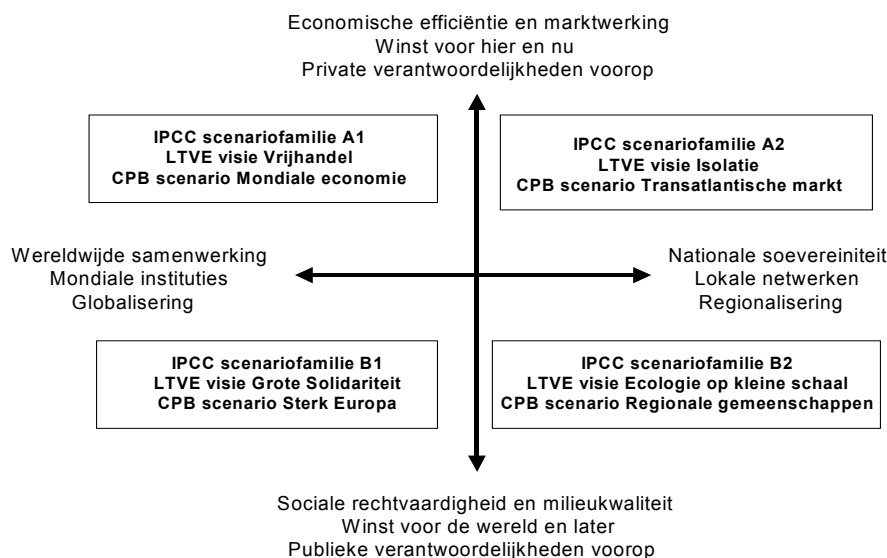 Economische efficiëntie en marktwerking
Winst voor hier en nu
Private verantwoordelijkheden voorop
IPCC scenariofamilie A1
LTVE visie Vrijhandel
CPB scenario Mondiale economie
IPCC scenariofamilie A2
LTVE visie Isolatie
CPB scenario Transatlantische markt
Wereldwijde samenwerking
Mondiale instituties
Globalisering
Nationale soevereiniteit
Lokale netwerken
Regionalisering
IPCC scenariofamilie B1
LTVE visie Grote Solidariteit
CPB scenario Sterk Europa
IPCC scenariofamilie B2
LTVE visie Ecologie op kleine schaal
CPB scenario Regionale gemeenschappen
Sociale rechtvaardigheid en milieukwaliteit
Winst voor de wereld en later
Publieke verantwoordelijkheden voorop